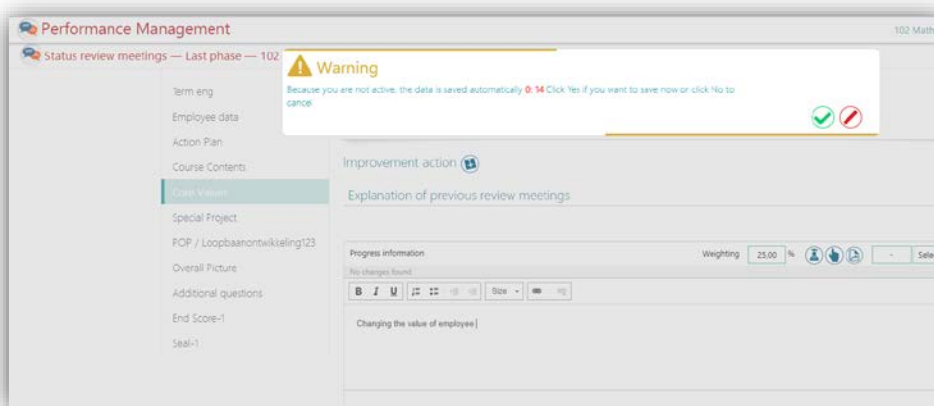 Performance Management
102 Math
Status review meetings — Last phase — 102
Warning
Because you are not active, the data is saved automatically 0: 14 Click Yes if you want to save now or click No to
cancel
Term eng
Employee data
Action Plan
Course Contents
Core Values
Special Project
POP / Loopbaanontwikkeling123
Overall Picture
Additional questions
End Score-1
Seal-1
Improvement action
Explanation of previous review meetings
Progress information
Weighting 25,00 % - Sele
No changes found
B I U Size
Changing the value of employee